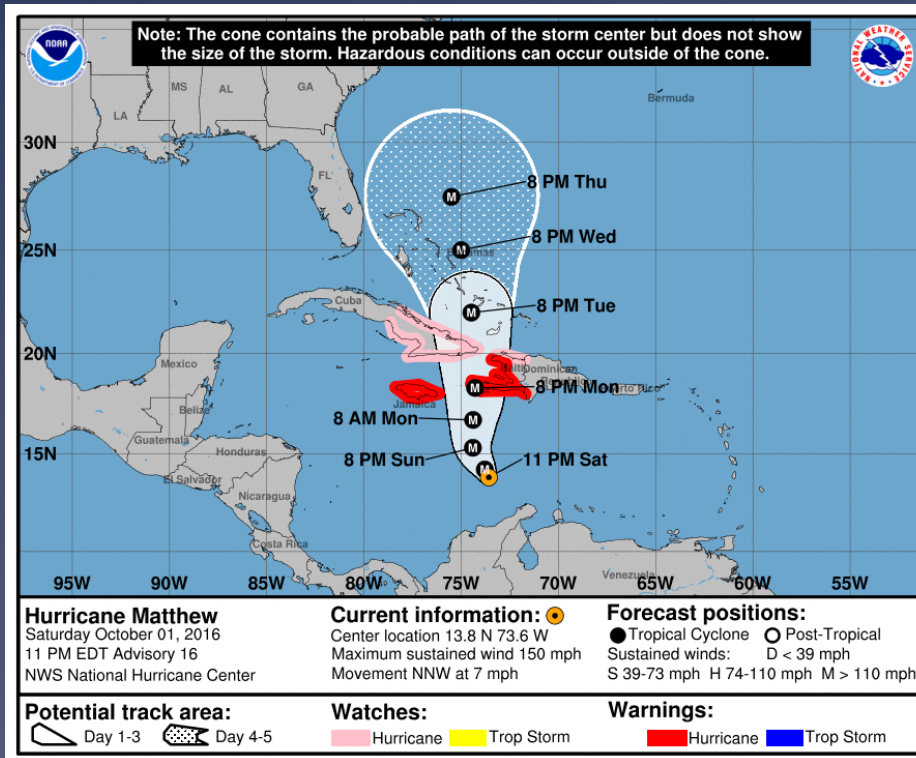 Note: The cone contains the probable path of the storm center but does not show
the size of the storm. Hazardous conditions can occur outside of the cone.
NOAA
NATIONAL WEATHER SERVICE
MS
AL
GA
LA
Bermuda
30N
FL
8 PM Thu
8 PM Wed
25N
8 PM Tue
Cuba
20N
Mexico
Dominican
8 PM Mon
Jamaica
8 AM Mon
Belize
Guatemala
Honduras
8 PM Sun
11 PM Sat
15N
El Salvador
Nicaragua
Costa Rica
Venezuela
95W
90W
85W
80W
75W
70W
65W
60W
55W
M
M
M
M
M
M
M
Hurricane Matthew
Saturday October 01, 2016
11 PM EDT Advisory 16
NWS National Hurricane Center
Current information:
Center location 13.8 N 73.6 W
Maximum sustained wind 150 mph
Movement NNW at 7 mph
Forecast positions:
Tropical Cyclone Post-Tropical
Sustained winds: D < 39 mph
S 39-73 mph H 74-110 mph M > 110 mph
Potential track area:
Day 1-3 Day 4-5
Watches:
Hurricane Trop Storm
Warnings:
Hurricane Trop Storm